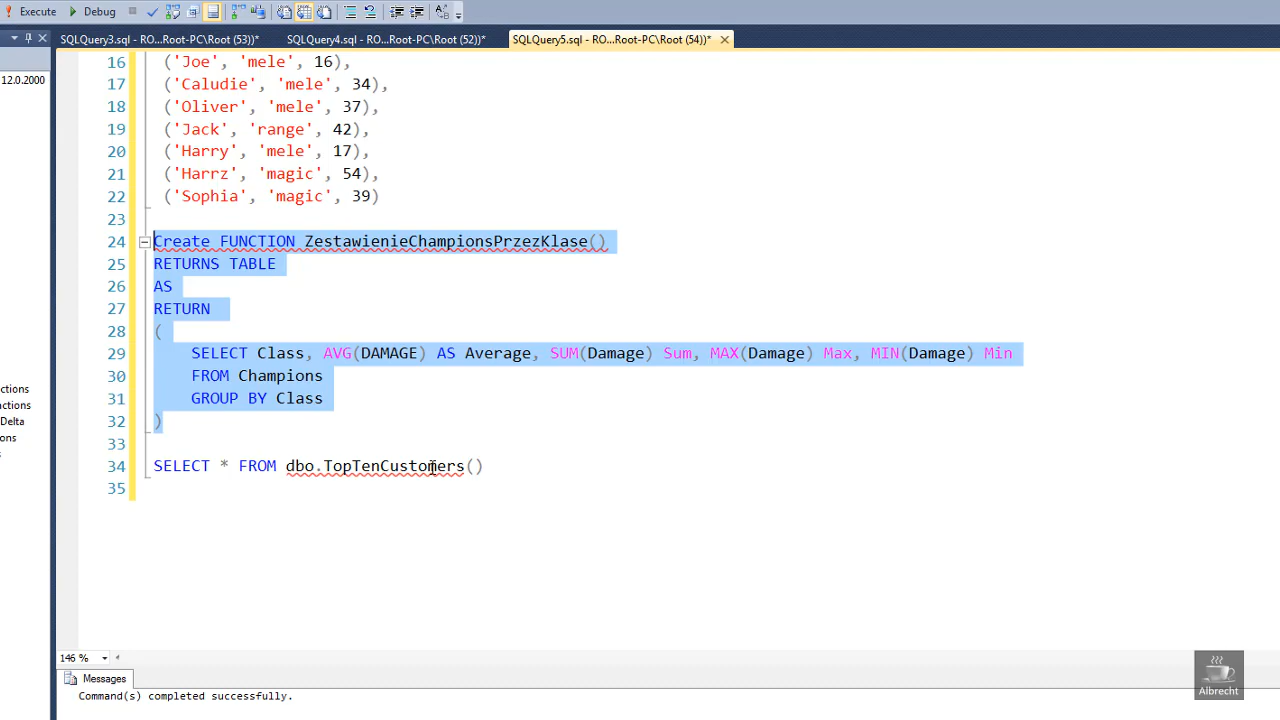 Execute Debug
SQLQuery3.sql - RO...Root-PC\Root (53))* SQLQuery4.sql - RO...Root-PC\Root (52))* SQLQuery5.sql - RO...Root-PC\Root (54))*
12.0.2000
16 ('Joe', 'mele', 16),
17 ('Caludie', 'mele', 34),
18 ('Oliver', 'mele', 37),
19 ('Jack', 'range', 42),
20 ('Harry', 'mele', 17),
21 ('Harrz', 'magic', 54),
22 ('Sophia', 'magic', 39)
23
24 Create FUNCTION ZestawienieChampionsPrzezKlase()
25 RETURNS TABLE
26 AS
27 RETURN
28 (
29 SELECT Class, AVG(DAMAGE) AS Average, SUM(Damage) Sum, MAX(Damage) Max, MIN(Damage) Min
30 FROM Champions
31 GROUP BY Class
32 )
33
34 SELECT * FROM dbo.TopTenCustomers()
35
ctions
nctions
Delta
ons
146 %
Messages
Command(s) completed successfully.
Albrecht